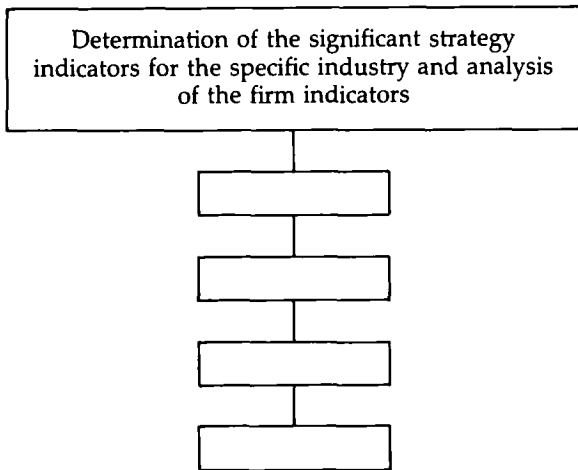 Determination of the significant strategy
indicators for the specific industry and analysis
of the firm indicators